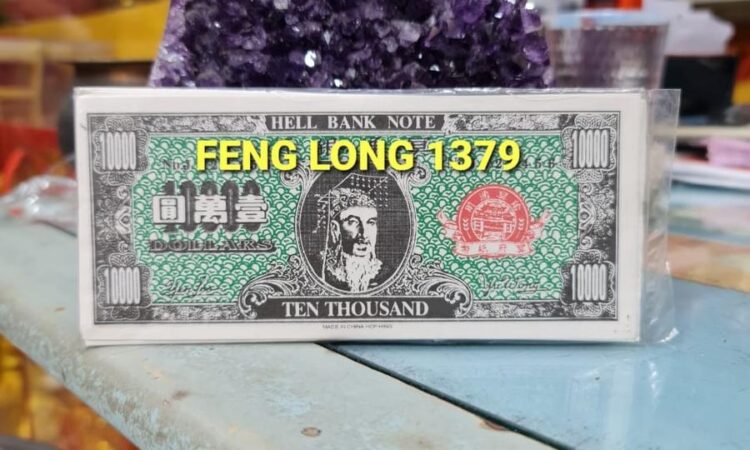 HELL BANK NOTE
10000
10000
FENG LONG 1379
圓萬壹
10000
DOLLARS
10000
10000
TEN THOUSAND
MADE IN CHINA HOP HING